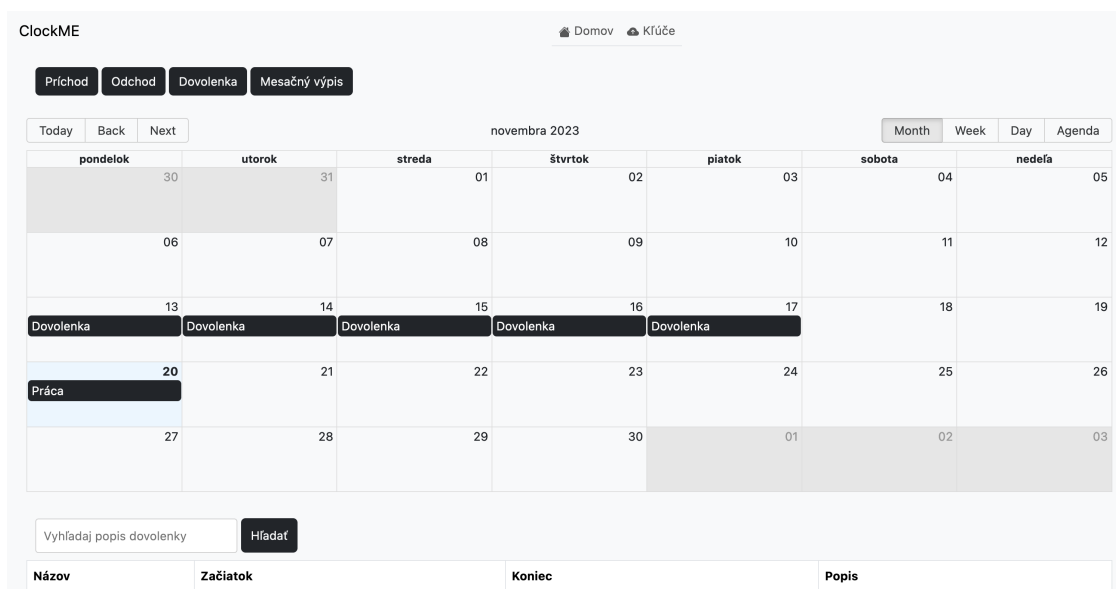 ClockME
Domov Kľúče
Príchod Odchod Dovolenka Mesačný výpis
Today Back Next novembra 2023 Month Week Day Agenda
pondelok utorok streda štvrtok piatok sobota nedeľa
30 31 01 02 03 04 05
06 07 08 09 10 11 12
13 14 15 16 17 18 19
Dovolenka Dovolenka Dovolenka Dovolenka Dovolenka
20 21 22 23 24 25 26
Práca
27 28 29 30 01 02 03
Vyhľadaj popis dovolenky Hľadať
Názov Začiatok Koniec Popis